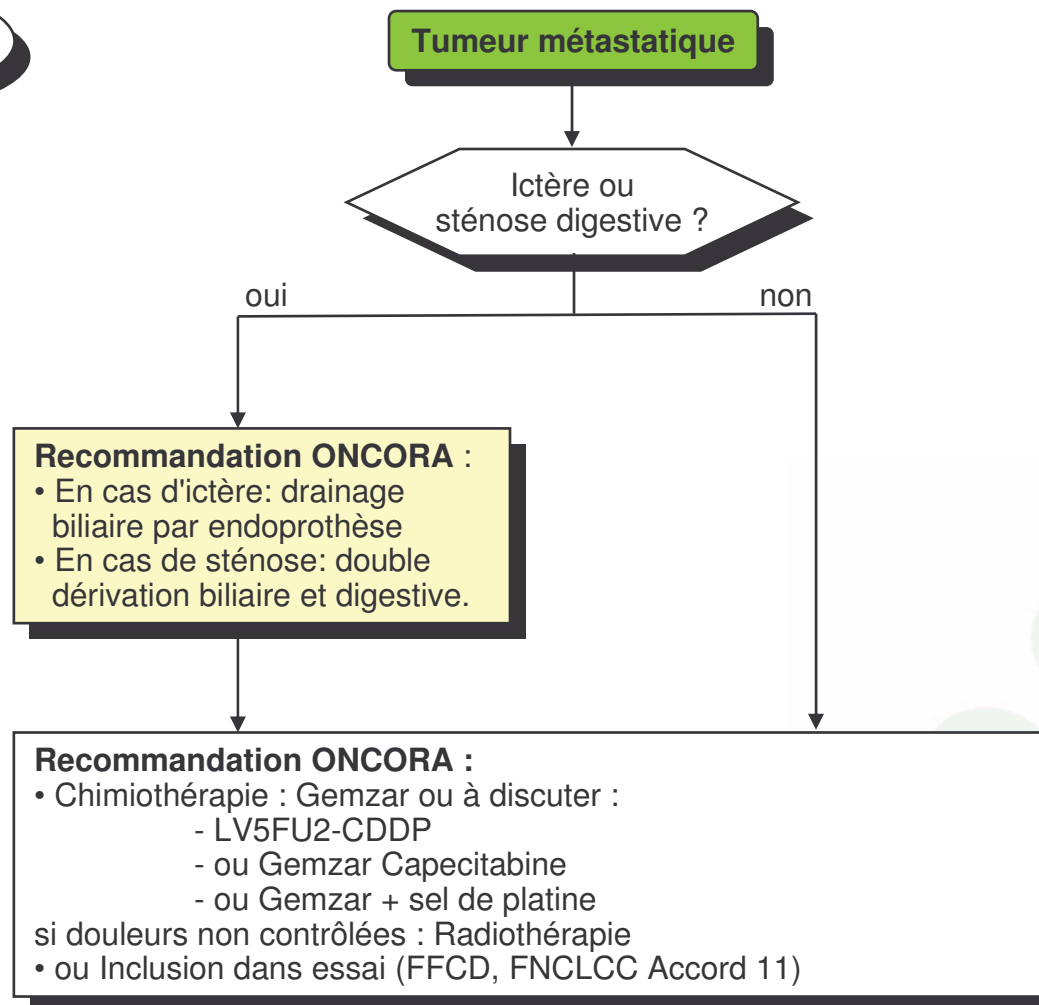 Tumeur métastatique
Ictère ou
sténose digestive ?
oui
non
Recommandation ONCORA :
• En cas d'ictère: drainage
biliaire par endoprothèse
• En cas de sténose: double
dérivation biliaire et digestive.
Recommandation ONCORA :
• Chimiothérapie : Gemzar ou à discuter :
- LV5FU2-CDDP
- ou Gemzar Capecitabine
- ou Gemzar + sel de platine
si douleurs non contrôlées : Radiothérapie
• ou Inclusion dans essai (FFCD, FNCLCC Accord 11)